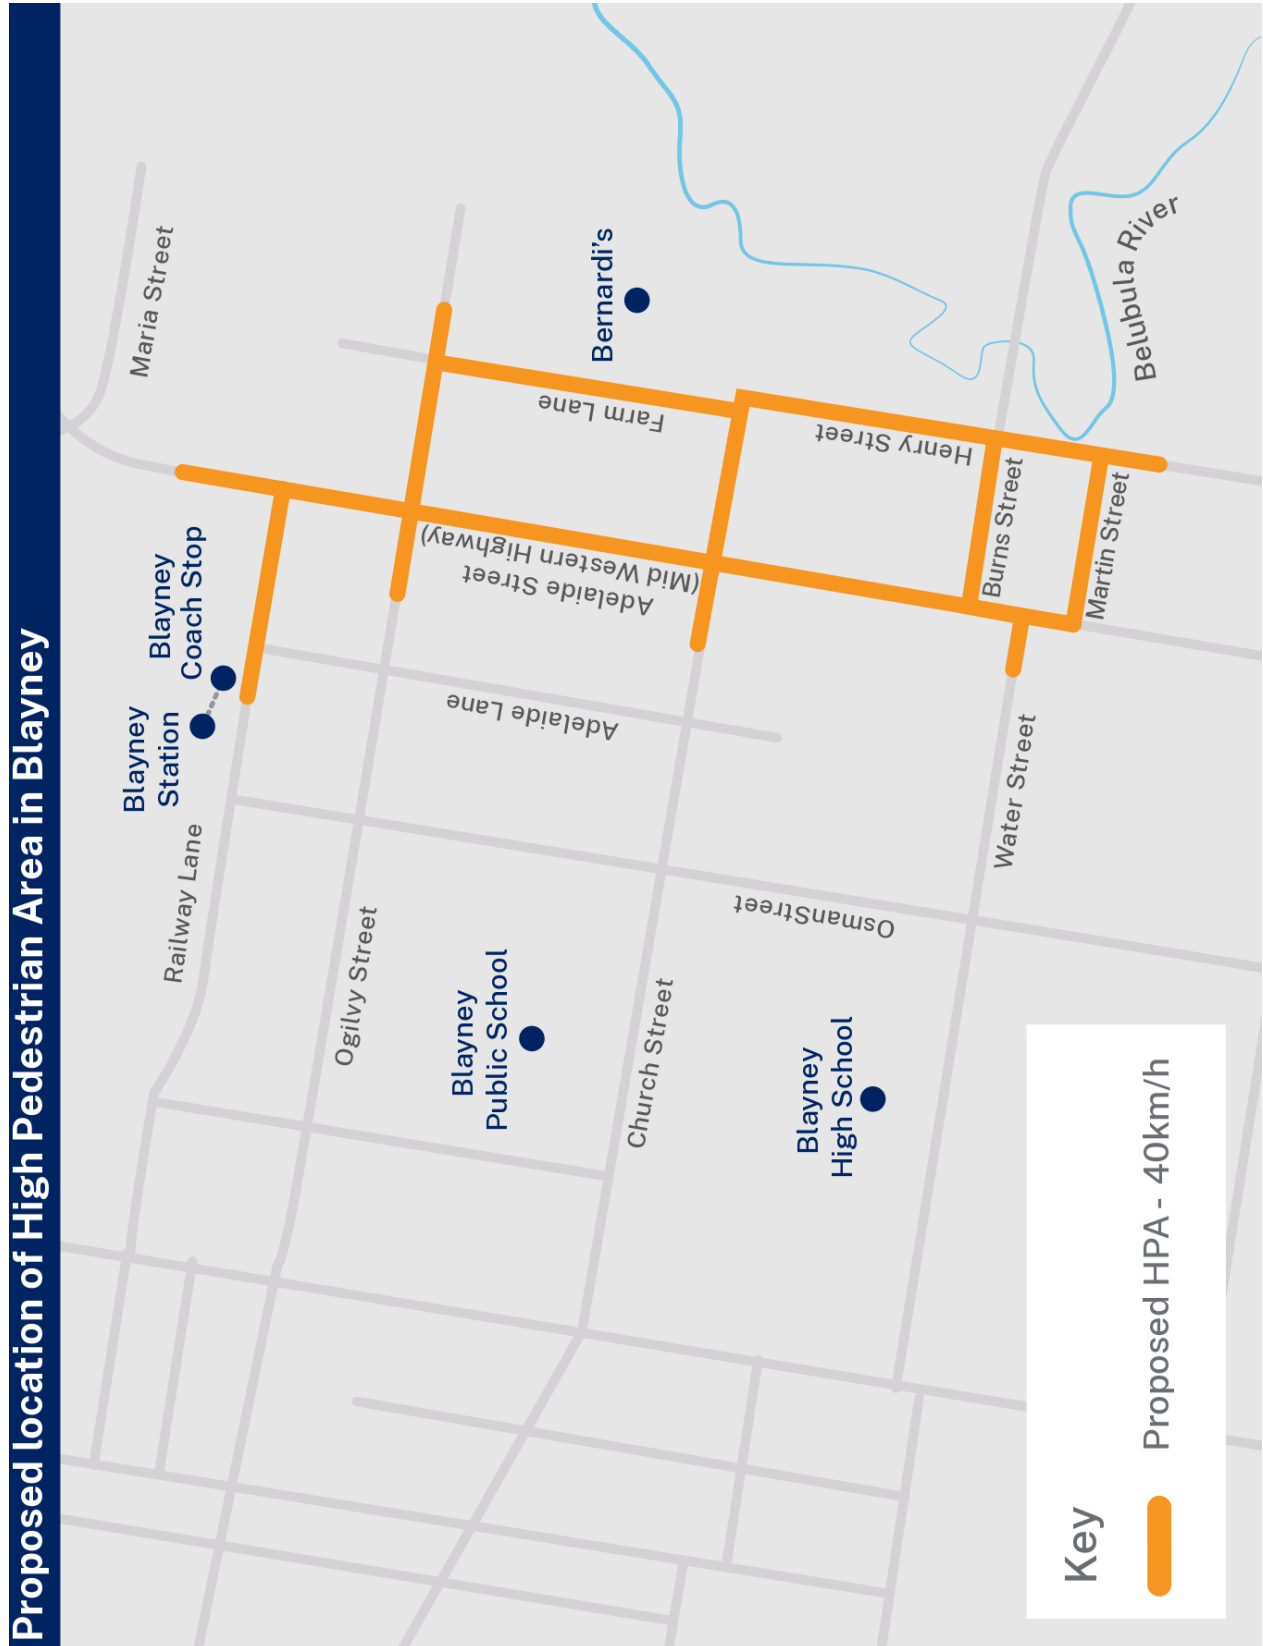 Proposed location of High Pedestrian Area in Blayney
Maria Street
Blayney
Coach Stop
Blayney
Station
Railway Lane
Bernardi's
Farm Lane
Adelaide Street
(Mid Western Highway)
Adelaide Lane
Ogilvy Street
Blayney
Public School
Henry Street
Church Street
OsmanStreet
Burns Street
Belubula River
Martin Street
Water Street
Blayney
High School
Key
Proposed HPA - 40km/h